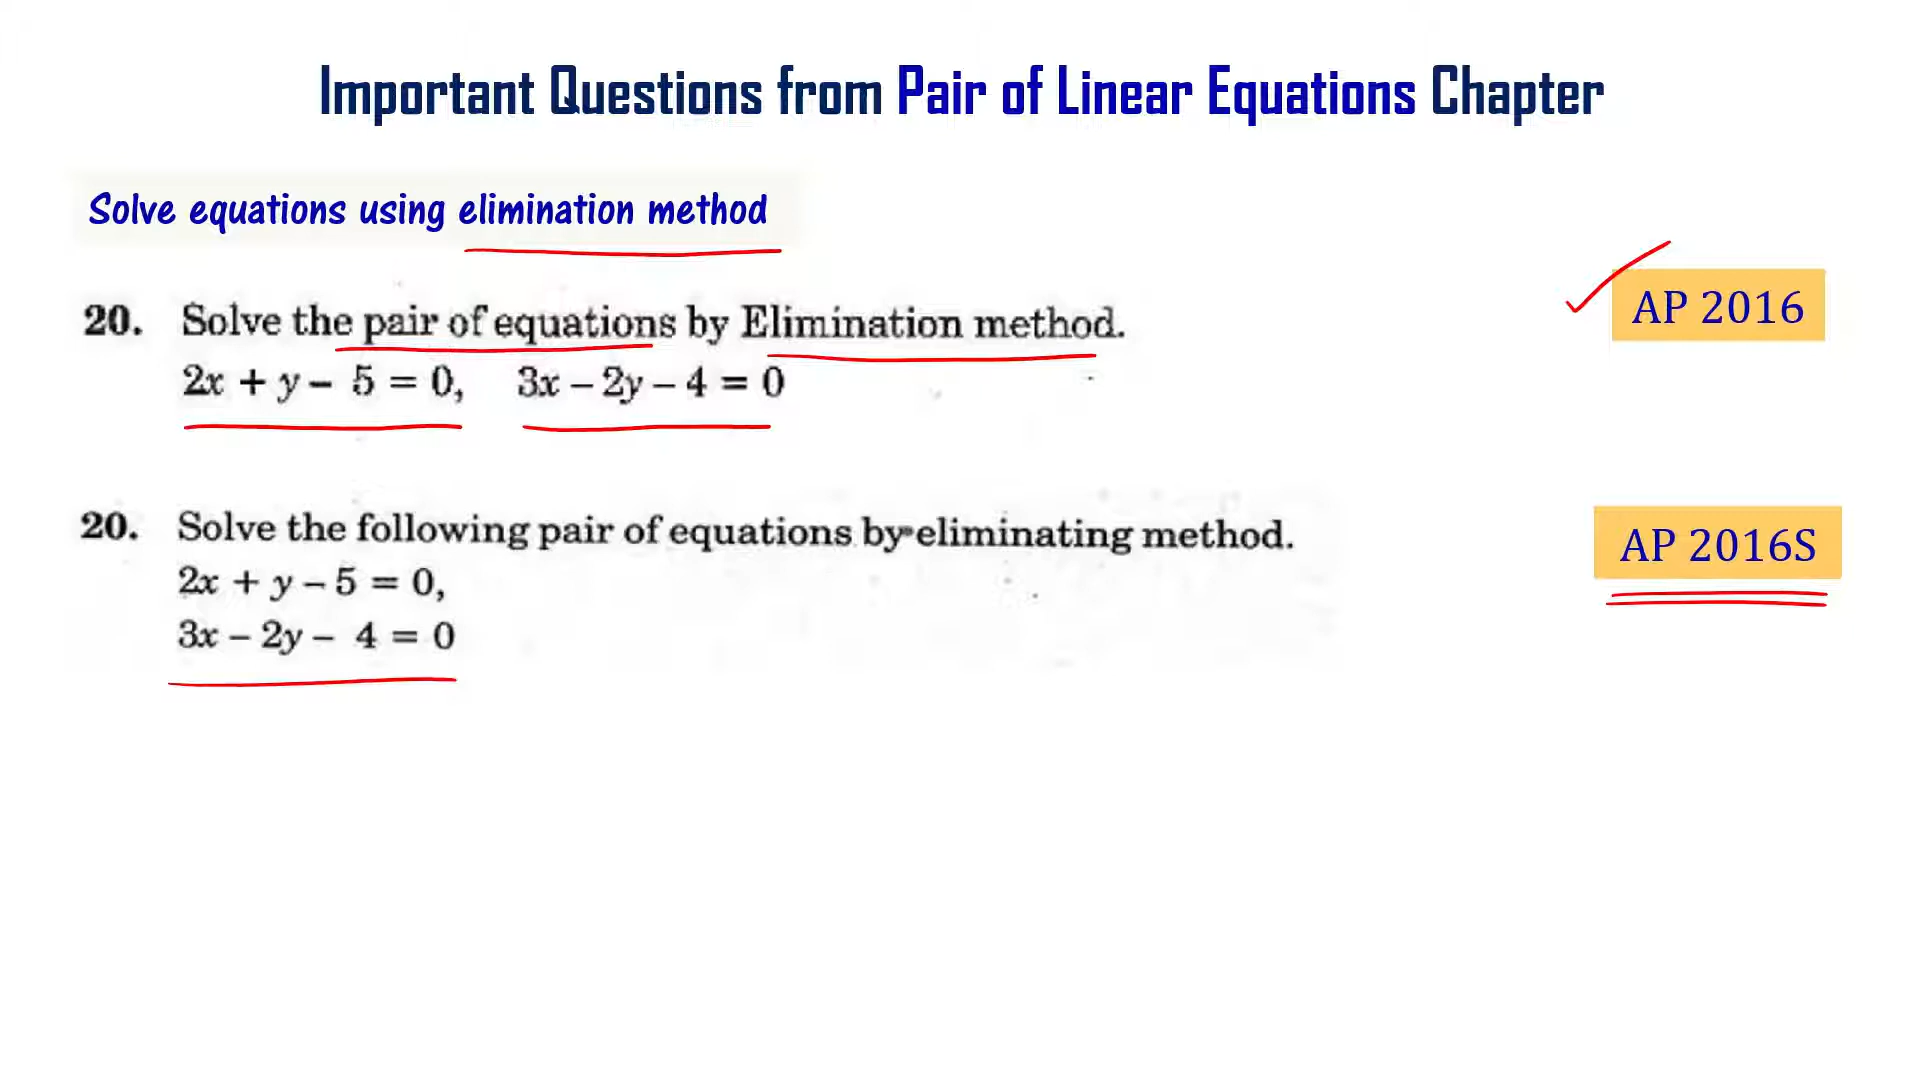 Important Questions from Pair of Linear Equations Chapter
Solve equations using elimination method
20. Solve the pair of equations by Elimination method.
AP 2016
2x + y – 5 = 0, 3x – 2y – 4 = 0
20. Solve the following pair of equations by eliminating method.
AP 2016S
2x + y – 5 = 0,
3x – 2y – 4 = 0